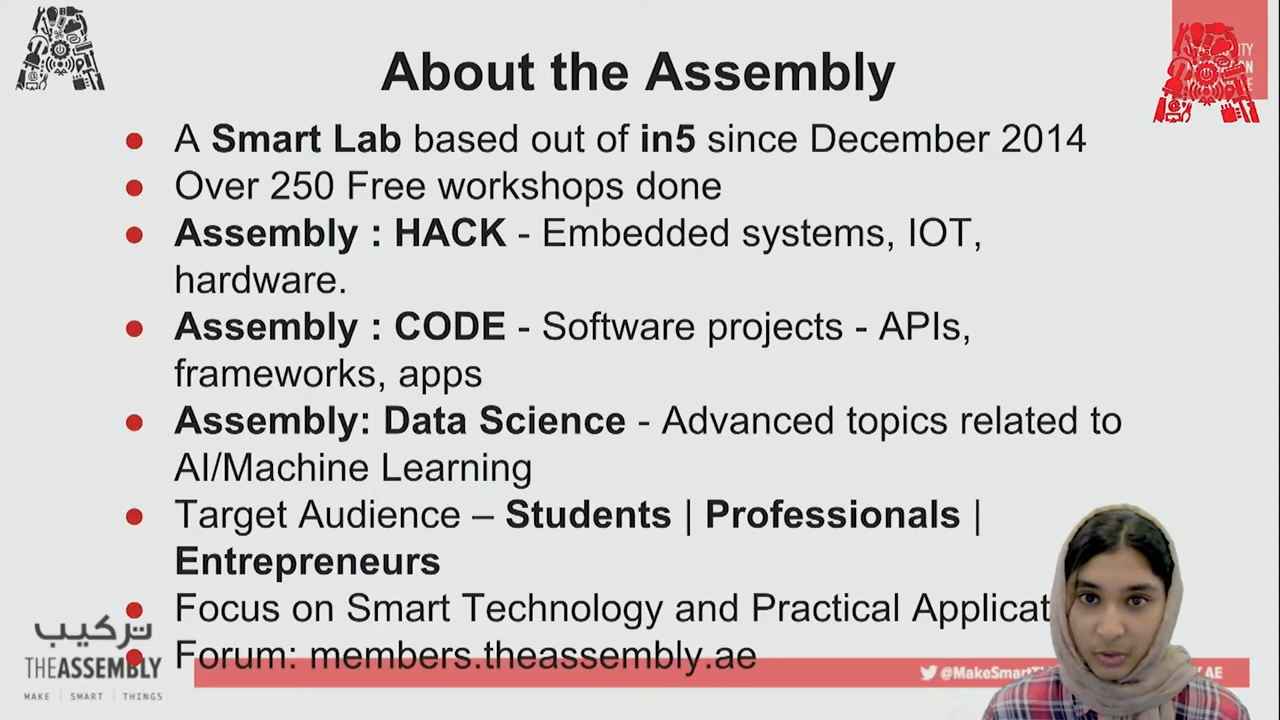 About the Assembly
A Smart Lab based out of in5 since December 2014
Over 250 Free workshops done
Assembly : HACK - Embedded systems, IOT,
hardware.
Assembly : CODE - Software projects - APIs,
frameworks, apps
Assembly: Data Science - Advanced topics related to
AI/Machine Learning
Target Audience – Students | Professionals |
Entrepreneurs
Focus on Smart Technology and Practical Applicat
Forum: members.theassembly.ae
تركيب
THEASSEMBLY
MAKE | SMART | THINGS
@MakeSmartTh
AE